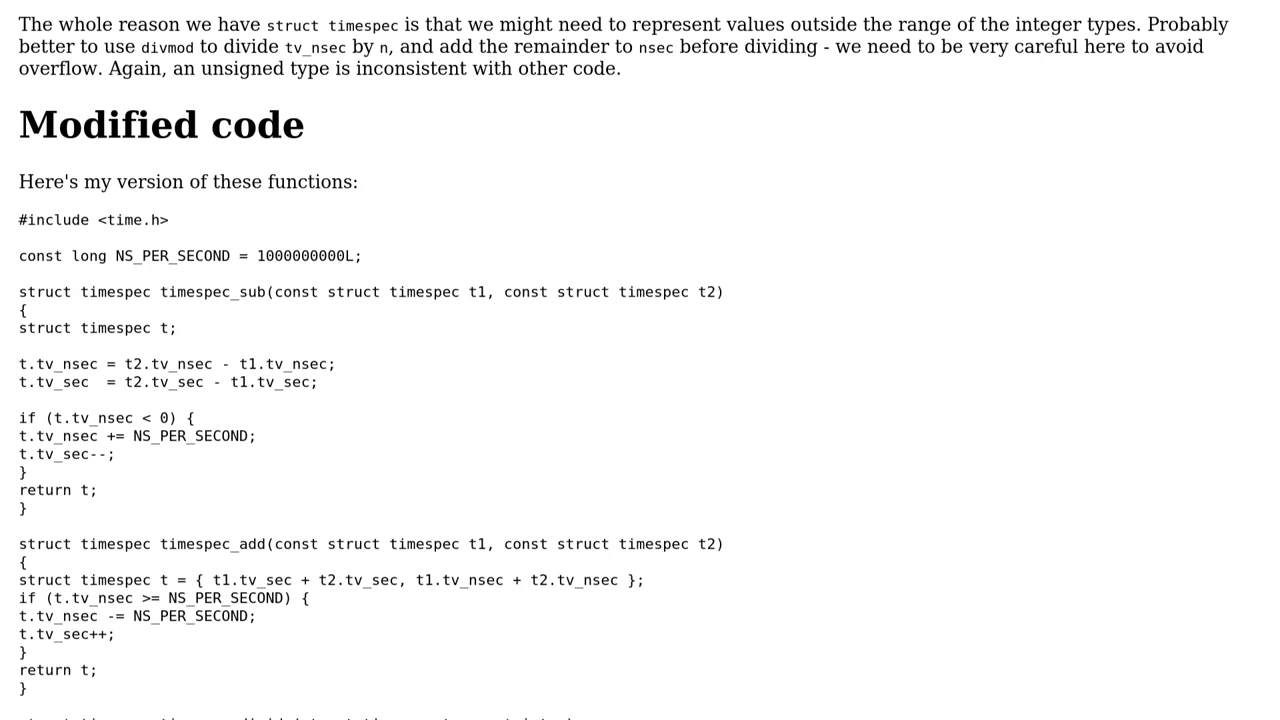 The whole reason we have struct timespec is that we might need to represent values outside the range of the integer types. Probably
better to use divmod to divide tv_nsec by n, and add the remainder to nsec before dividing - we need to be very careful here to avoid
overflow. Again, an unsigned type is inconsistent with other code.
Modified code
Here's my version of these functions:
#include <time.h>
const long NS_PER_SECOND = 1000000000L;
struct timespec timespec_sub(const struct timespec t1, const struct timespec t2)
{
struct timespec t;
t.tv_nsec = t2.tv_nsec - t1.tv_nsec;
t.tv_sec  = t2.tv_sec - t1.tv_sec;
if (t.tv_nsec < 0) {
t.tv_nsec += NS_PER_SECOND;
t.tv_sec--;
}
return t;
}
struct timespec timespec_add(const struct timespec t1, const struct timespec t2)
{
struct timespec t = { t1.tv_sec + t2.tv_sec, t1.tv_nsec + t2.tv_nsec };
if (t.tv_nsec >= NS_PER_SECOND) {
t.tv_nsec -= NS_PER_SECOND;
t.tv_sec++;
}
return t;
}